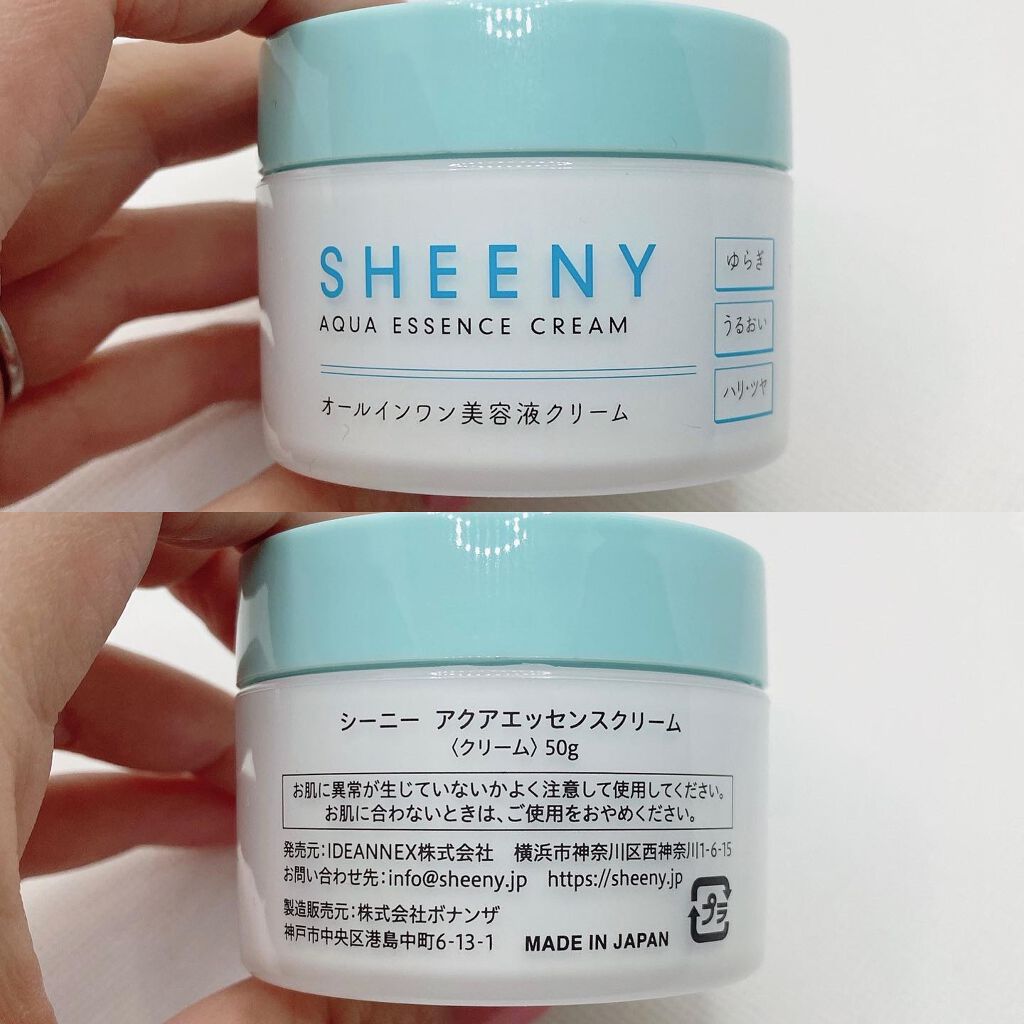 SHEENY
AQUA ESSENCE CREAM
オールインワン美容液クリーム
ゆらぎ
うるおい
ハリ・ツヤ
シーニー アクアエッセンスクリーム
〈クリーム〉50g
お肌に異常が生じていないかよく注意して使用してください。
お肌に合わないときは、ご使用をおやめください。
発売元:IDEANNEX株式会社 横浜市神奈川区西神奈川1-6-15
お問い合わせ先:info@sheeny.jp https://sheeny.jp
製造販売元:株式会社ボナンザ
神戸市中央区港島中町6-13-1 MADE IN JAPAN
プラ